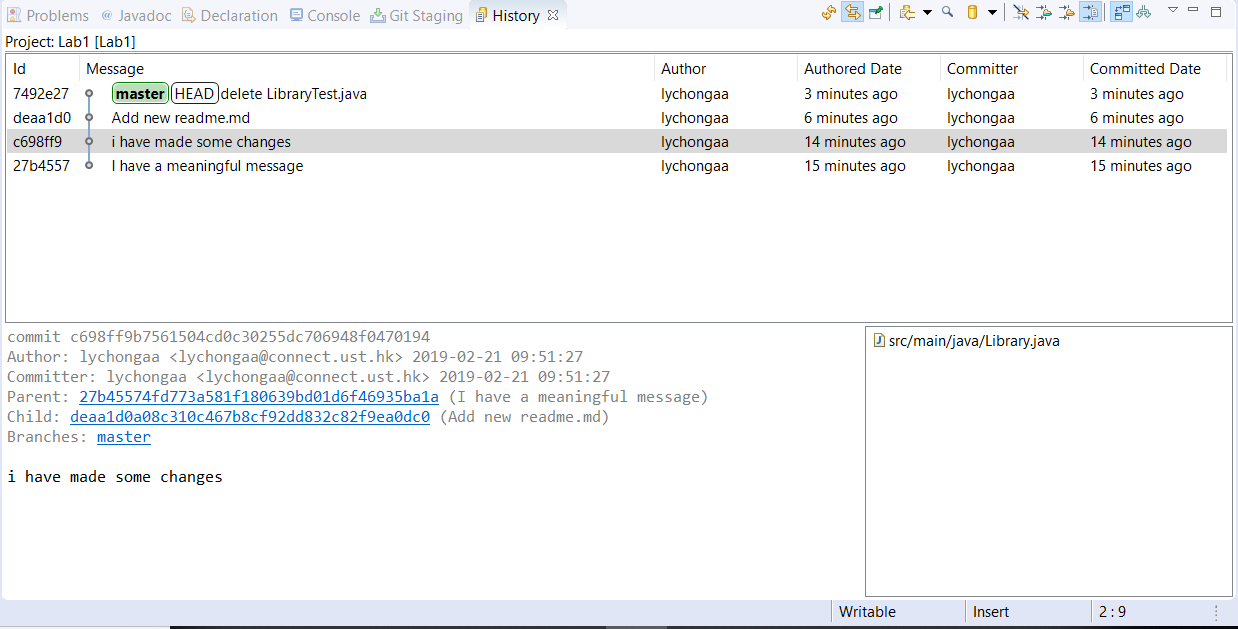 Problems @ Javadoc Declaration Console Git Staging History
Project: Lab1 [Lab1]
Id Message Author Authored Date Committer Committed Date
7492e27 master HEAD delete LibraryTest.java lychongaa 3 minutes ago lychongaa 3 minutes ago
deaa1d0 Add new readme.md lychongaa 6 minutes ago lychongaa 6 minutes ago
c698ff9 i have made some changes lychongaa 14 minutes ago lychongaa 14 minutes ago
27b4557 I have a meaningful message lychongaa 15 minutes ago lychongaa 15 minutes ago
commit c698ff9b7561504cd0c30255dc706948f0470194
Author: lychongaa <lychongaa@connect.ust.hk> 2019-02-21 09:51:27
Committer: lychongaa <lychongaa@connect.ust.hk> 2019-02-21 09:51:27
Parent: 27b45574fd773a581f180639bd01d6f46935ba1a (I have a meaningful message)
Child: deaa1d0a08c310c467b8cf92dd832c82f9ea0dc0 (Add new readme.md)
Branches: master
i have made some changes
src/main/java/Library.java
Writable Insert 2 : 9